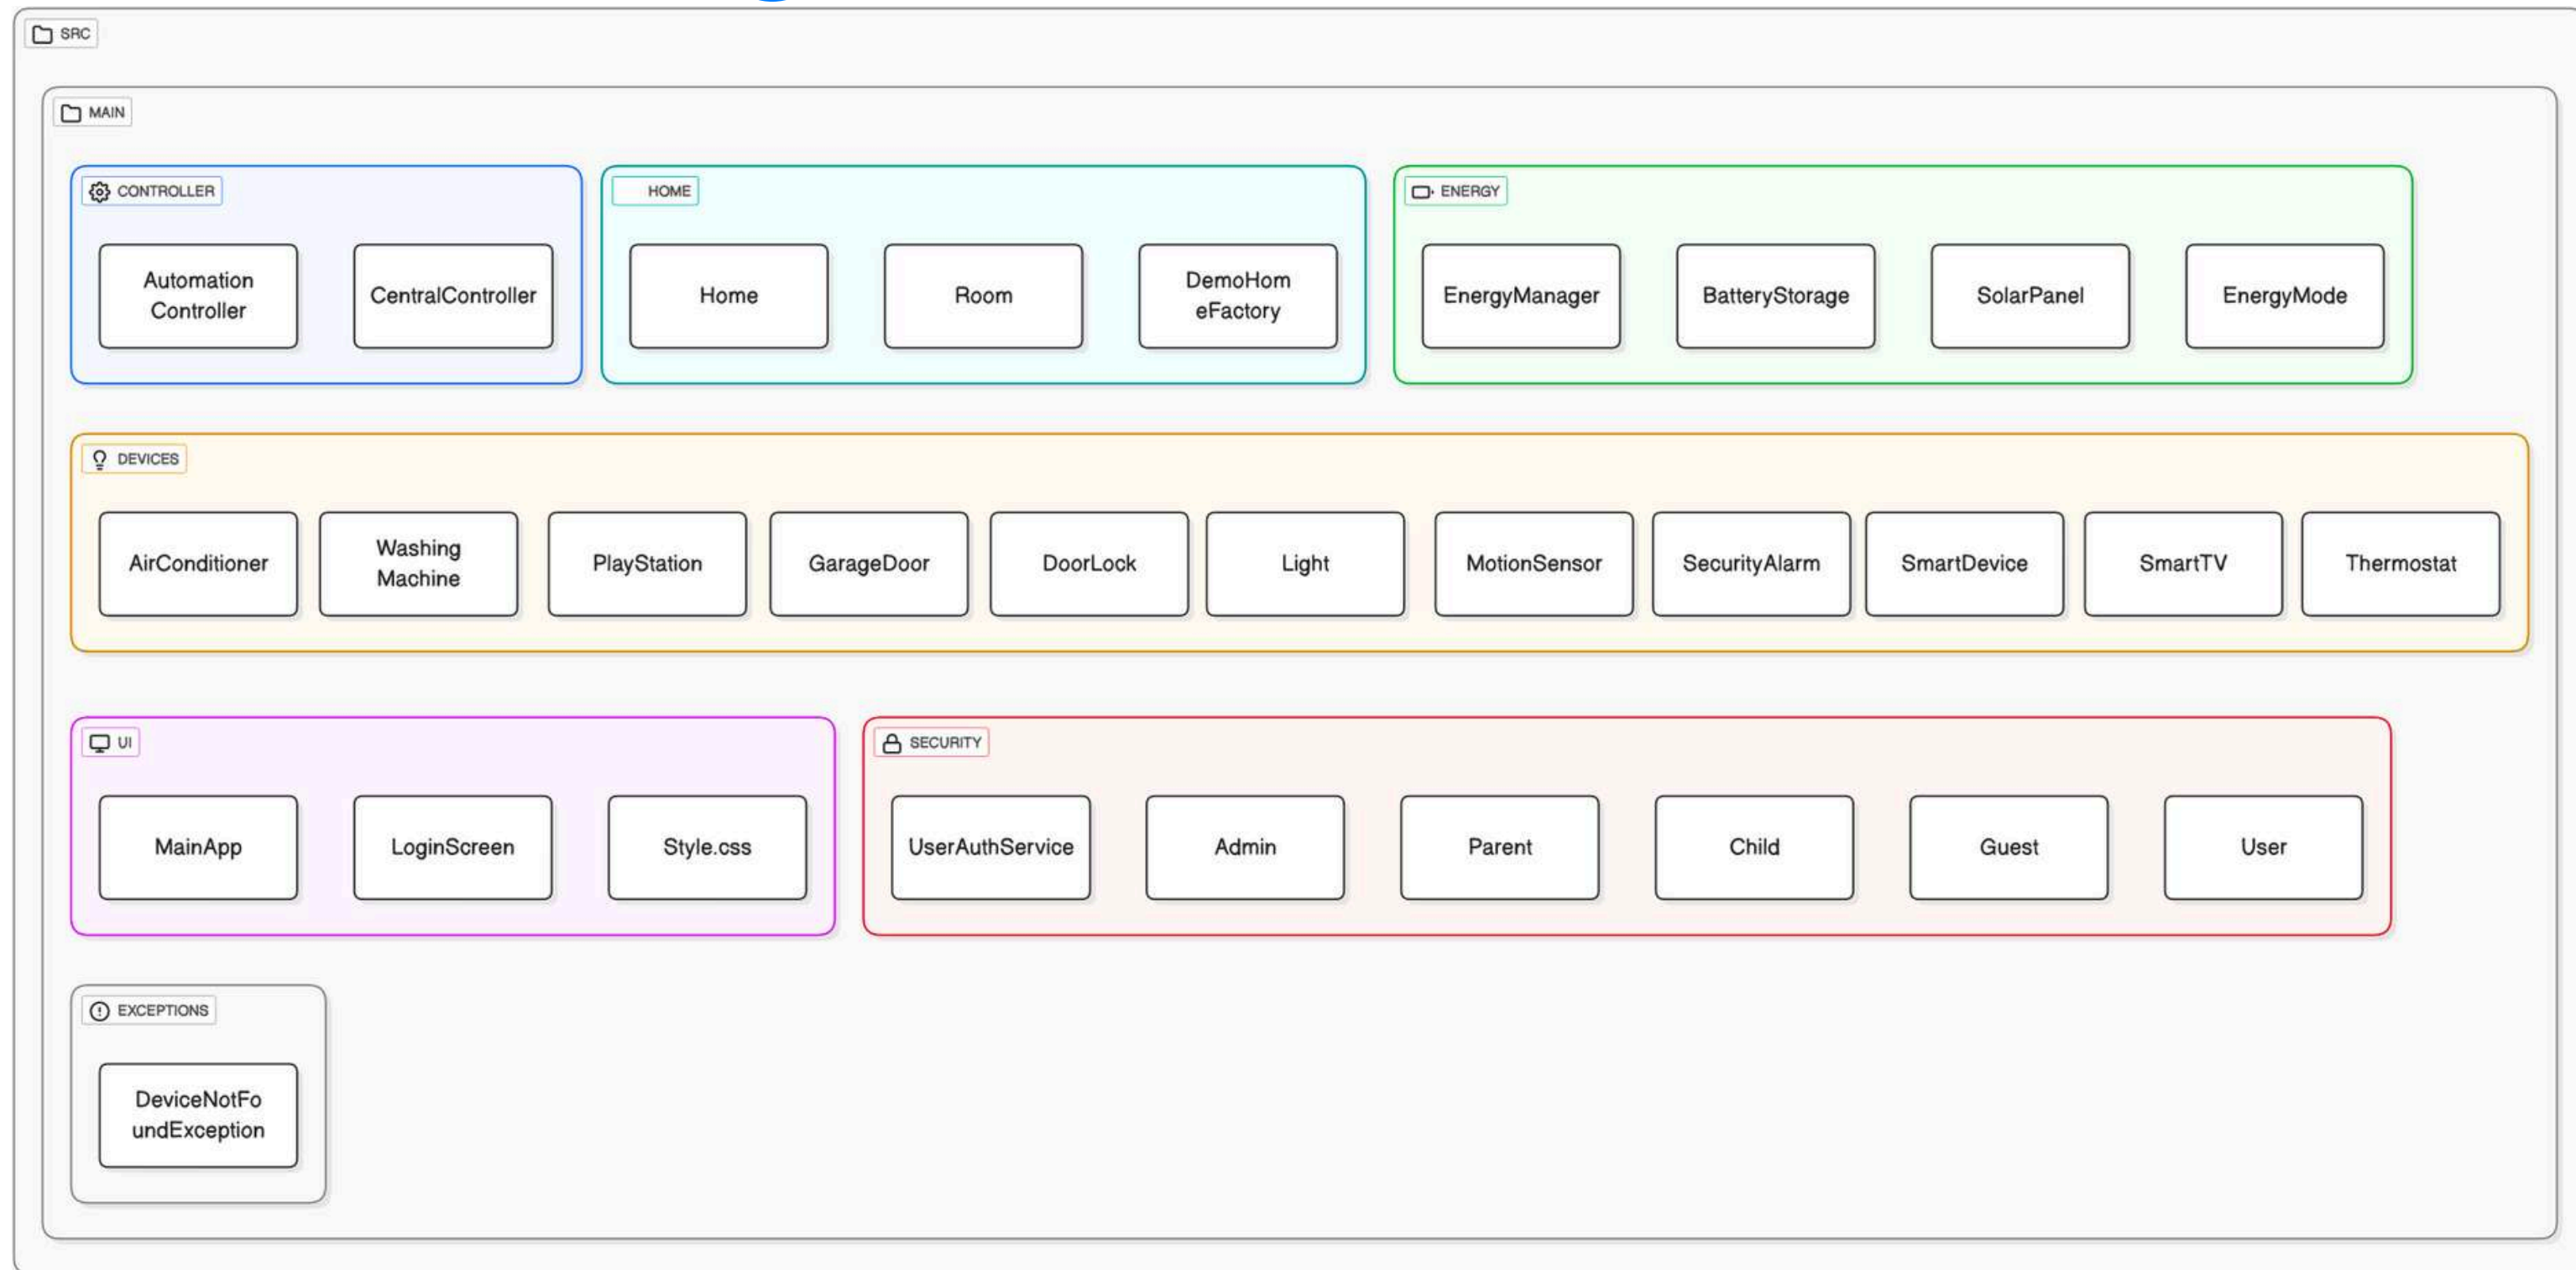 SRC
MAIN
CONTROLLER
Automation
Controller
CentralController
HOME
Home
Room
DemoHom
eFactory
ENERGY
EnergyManager
BatteryStorage
SolarPanel
EnergyMode
DEVICES
AirConditioner
Washing
Machine
PlayStation
GarageDoor
DoorLock
Light
MotionSensor
SecurityAlarm
SmartDevice
SmartTV
Thermostat
UI
MainApp
LoginScreen
Style.css
SECURITY
UserAuthService
Admin
Parent
Child
Guest
User
EXCEPTIONS
DeviceNotFo
undException